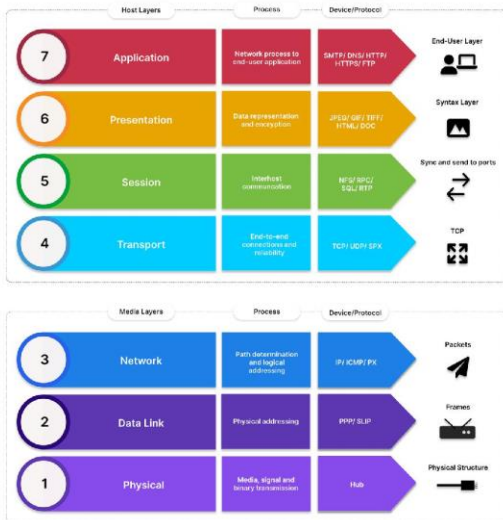 Host Layers
Process
Device/Protocol
7
Application
Network process to
end-user application
SMTP/ DNS/ HTTP/
HTTPS/ FTP
End-User Layer
6
Presentation
Data representation
and encryption
JPEG/ GIF/ TIFF/
HTML/ DOC
Syntax Layer
5
Session
Interhost
communication
NFS/ RPC/
SQL/ RTP
Sync and send to ports
4
Transport
End-to-end
connections and
reliability
TCP/ UDP/ SPX
TCP
Media Layers
Process
Device/Protocol
3
Network
Path determination
and logical
addressing
IP/ ICMP/ PX
Packets
2
Data Link
Physical addressing
PPP/ SLIP
Frames
1
Physical
Media, signal and
binary transmission
Hub
Physical Structure